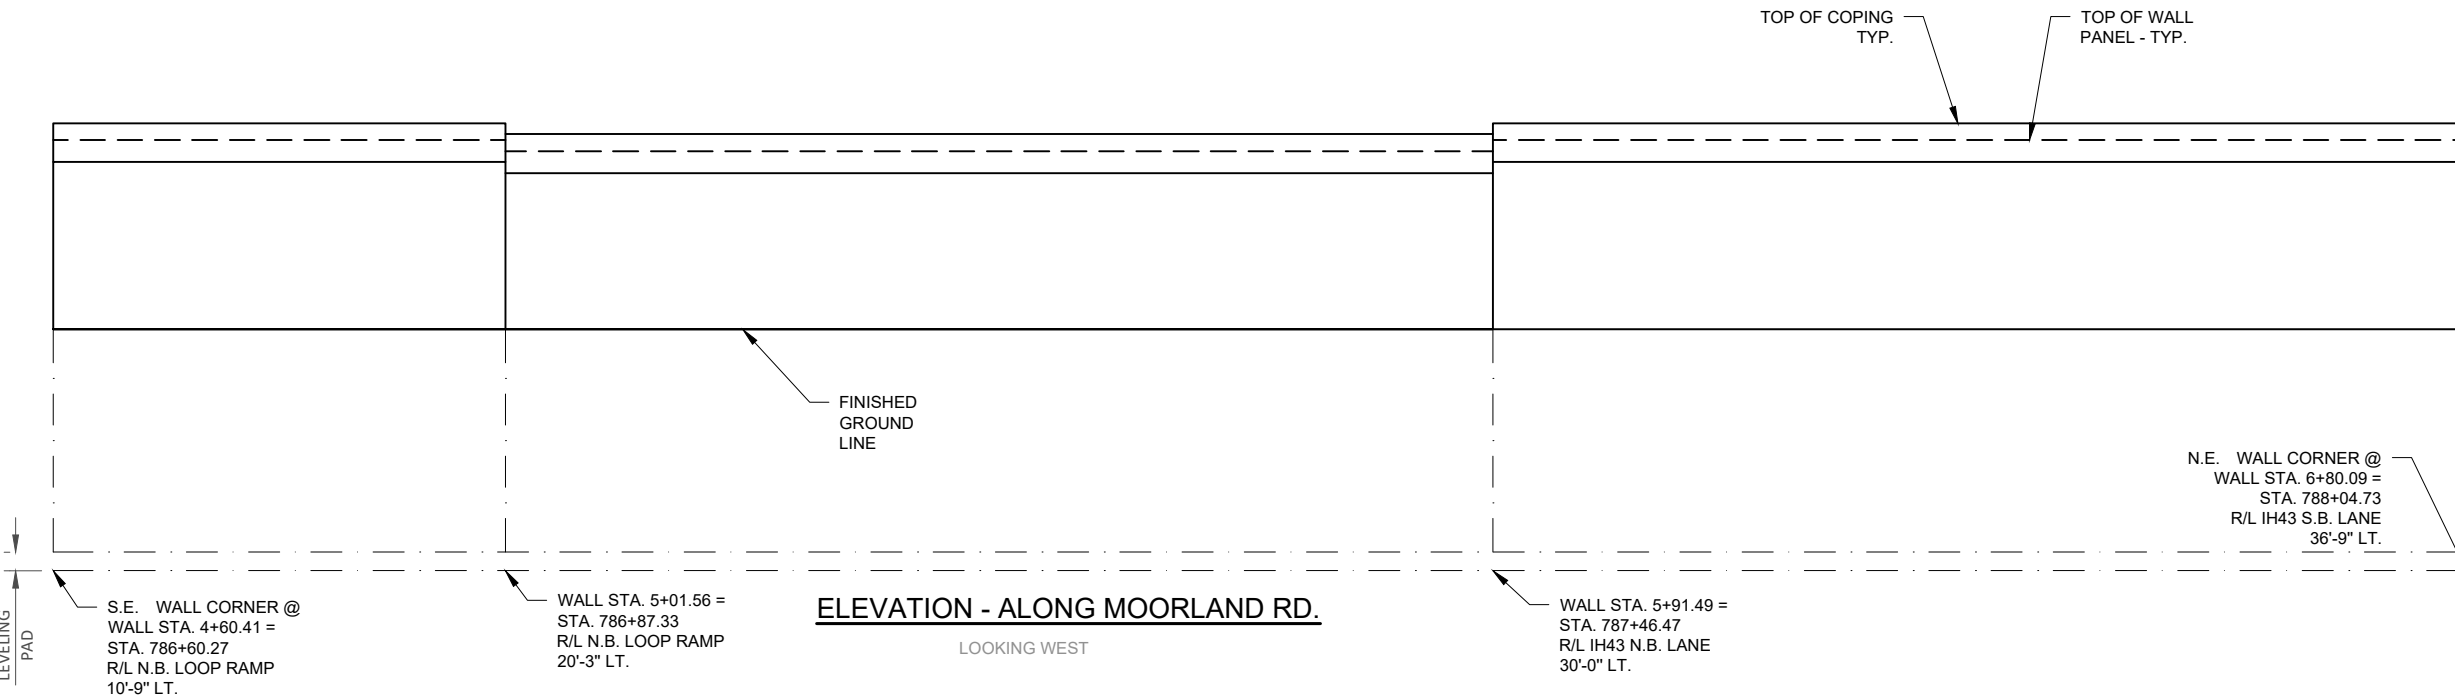 TOP OF COPING
TYP.
TOP OF WALL
PANEL - TYP.
FINISHED
GROUND
LINE
N.E. WALL CORNER @
WALL STA. 6+80.09 =
STA. 788+04.73
R/L IH43 S.B. LANE
36'-9" LT.
LEVELING
PAD
S.E. WALL CORNER @
WALL STA. 4+60.41 =
STA. 786+60.27
R/L N.B. LOOP RAMP
10'-9" LT.
WALL STA. 5+01.56 =
STA. 786+87.33
R/L N.B. LOOP RAMP
20'-3" LT.
ELEVATION - ALONG MOORLAND RD.
LOOKING WEST
WALL STA. 5+91.49 =
STA. 787+46.47
R/L IH43 N.B. LANE
30'-0" LT.